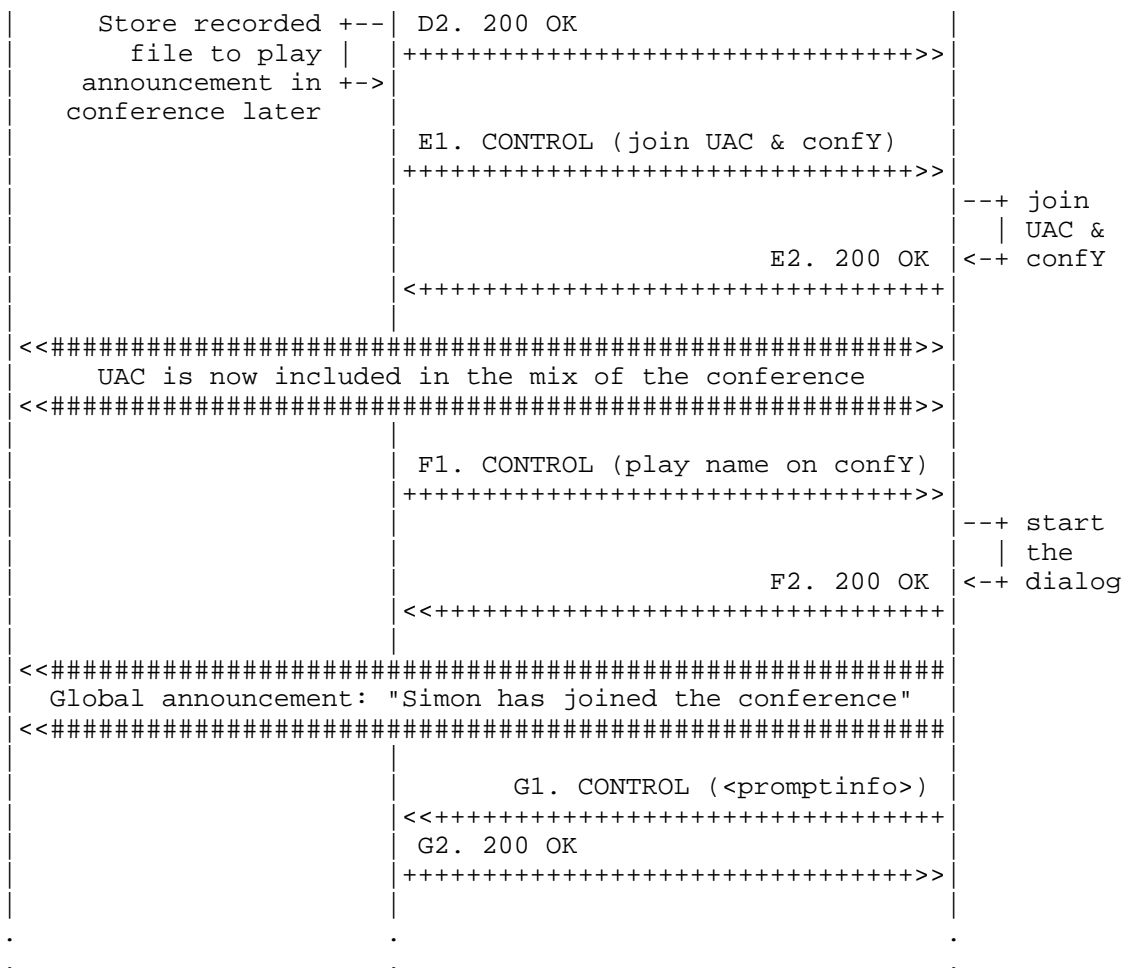 |     Store recorded +--| D2. 200 OK                        |
|       file to play |  |++++++++++++++++++++++++++++++++>>|
|    announcement in +->|                                  |
|   conference later    |                                  |
|                       | E1. CONTROL (join UAC & confY)   |
|                       |++++++++++++++++++++++++++++++++>>|
|                       |                                  |--+ join
|                       |                                  |  | UAC &
|                       |                       E2. 200 OK |<-+ confY
|                       |<+++++++++++++++++++++++++++++++++|
|                       |                                  |
|<<######################################################>>|
|     UAC is now included in the mix of the conference     |
|<<######################################################>>|
|                       |                                  |
|                       | F1. CONTROL (play name on confY) |
|                       |++++++++++++++++++++++++++++++++>>|
|                       |                                  |--+ start
|                       |                                  |  | the
|                       |                       F2. 200 OK |<-+ dialog
|                       |<<++++++++++++++++++++++++++++++++|
|                       |                                  |
|<<########################################################|
|  Global announcement: "Simon has joined the conference"  |
|<<########################################################|
|                       |                                  |
|                       |       G1. CONTROL (<promptinfo>) |
|                       |<<++++++++++++++++++++++++++++++++|
|                       | G2. 200 OK                       |
|                       |++++++++++++++++++++++++++++++++>>|
|                       |                                  |
.                       .                                  .
.                       .                                  .